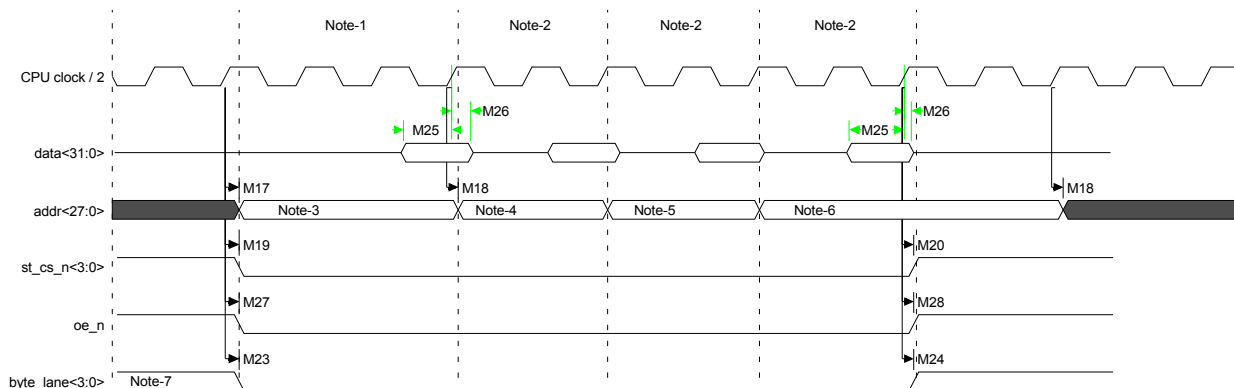 Note-1 Note-2 Note-2 Note-2
CPU clock / 2
M26 M26
M25 M25
data<31:0>
M17 M18 M18
addr<27:0> Note-3 Note-4 Note-5 Note-6
M19 M20
st_cs_n<3:0>
M27 M28
oe_n
M23 M24
byte_lane<3:0> Note-7